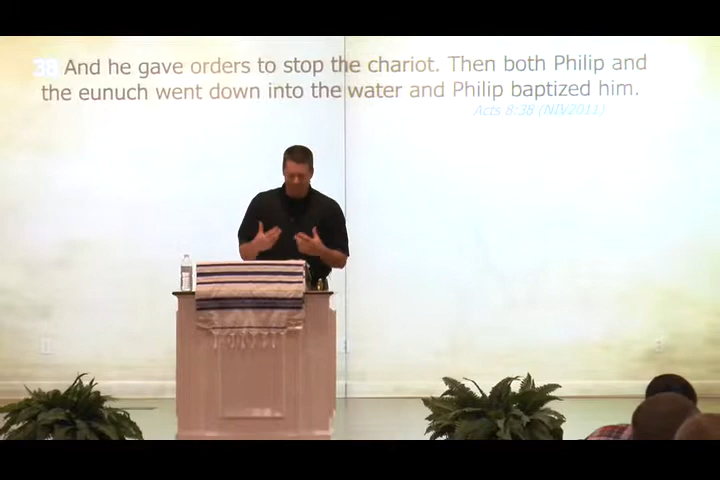 38 And he gave orders to stop the chariot. Then both Philip and
the eunuch went down into the water and Philip baptized him.
Acts 8:38 (NIV2011)